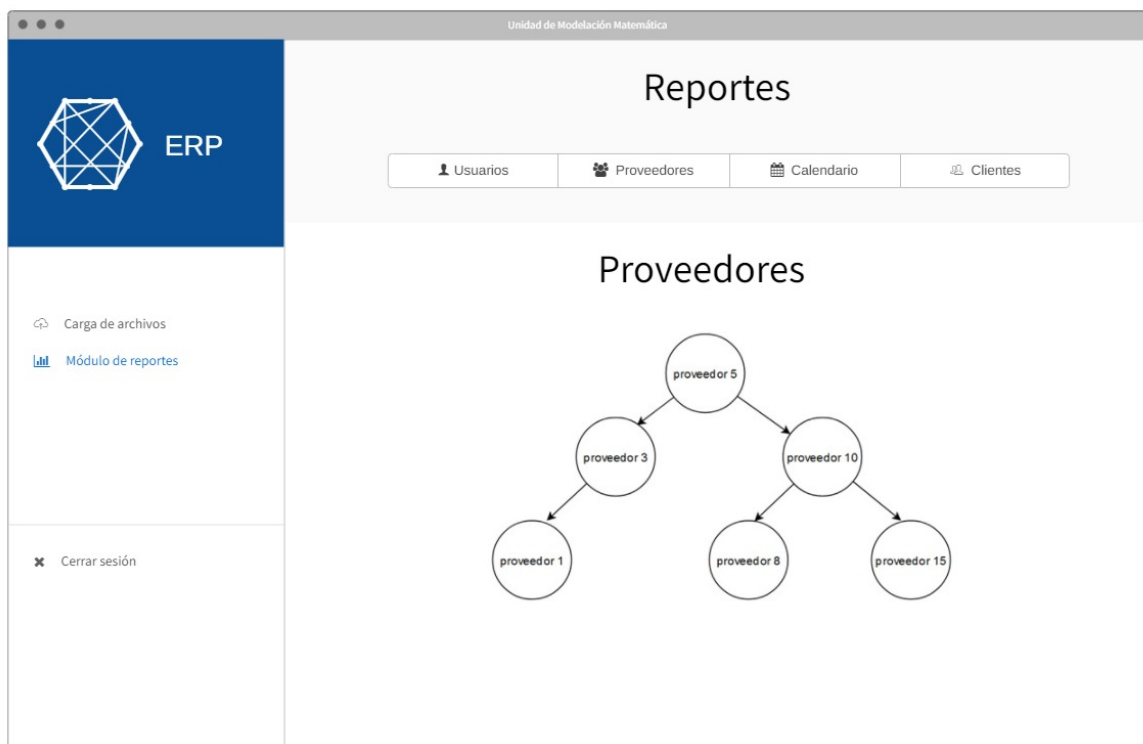 Unidad de Modelación Matemática
ERP
Reportes
Usuarios
Proveedores
Calendario
Clientes
Carga de archivos
Módulo de reportes
Cerrar sesión
Proveedores
proveedor 5
proveedor 3
proveedor 10
proveedor 1
proveedor 8
proveedor 15